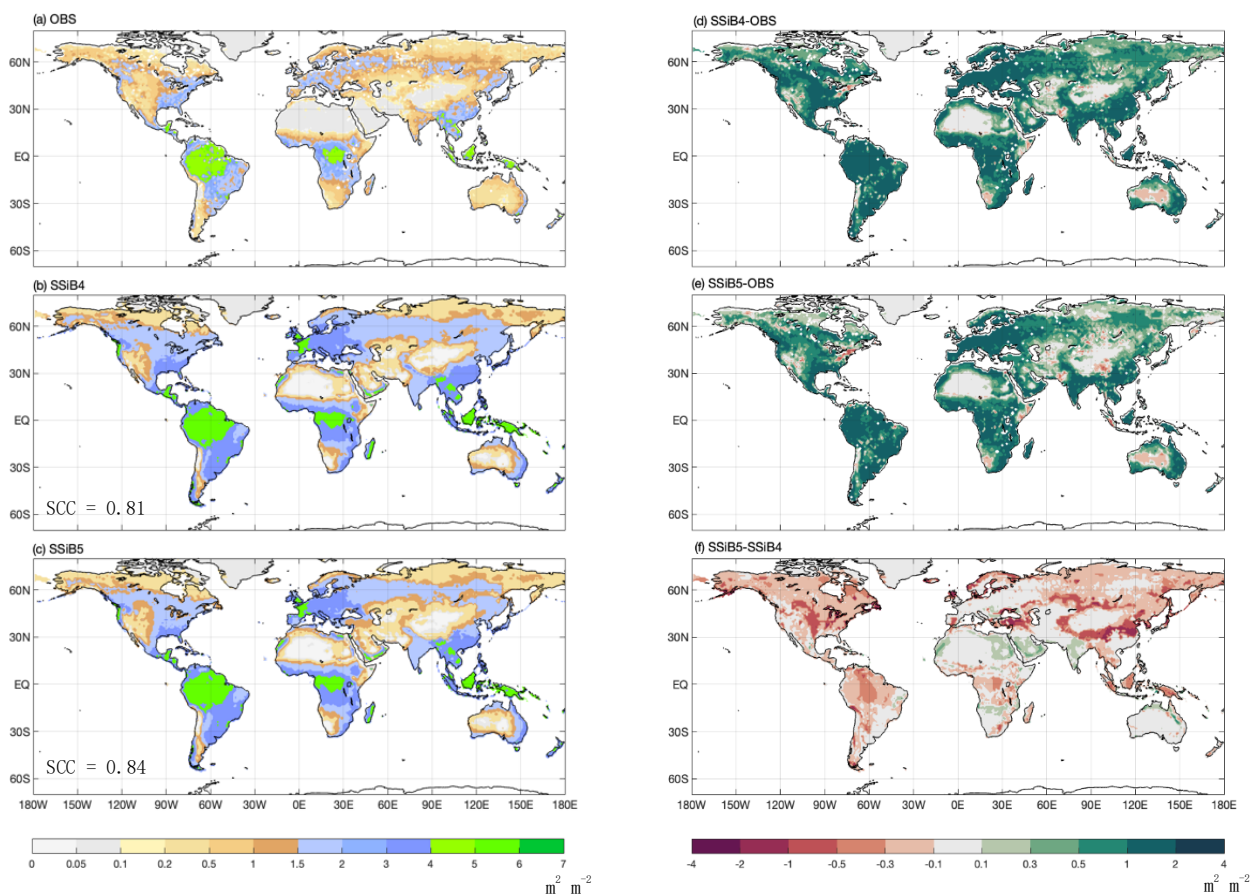 (a) OBS
60N
30N
EQ
30S
60S
(b) SSiB4
60N
30N
EQ
30S
60S
SCC = 0.81
(c) SSiB5
60N
30N
EQ
30S
60S
SCC = 0.84
180W 150W 120W 90W 60W 30W 0E 30E 60E 90E 120E 150E 180E
0 0.05 0.1 0.2 0.5 1 1.5 2 3 4 5 6 7
m² m⁻²
(d) SSiB4-OBS
60N
30N
EQ
30S
60S
(e) SSiB5-OBS
60N
30N
EQ
30S
60S
(f) SSiB5-SSiB4
60N
30N
EQ
30S
60S
180W 150W 120W 90W 60W 30W 0E 30E 60E 90E 120E 150E 180E
-4 -2 -1 -0.5 -0.3 -0.1 0.1 0.3 0.5 1 2 4
m² m⁻²